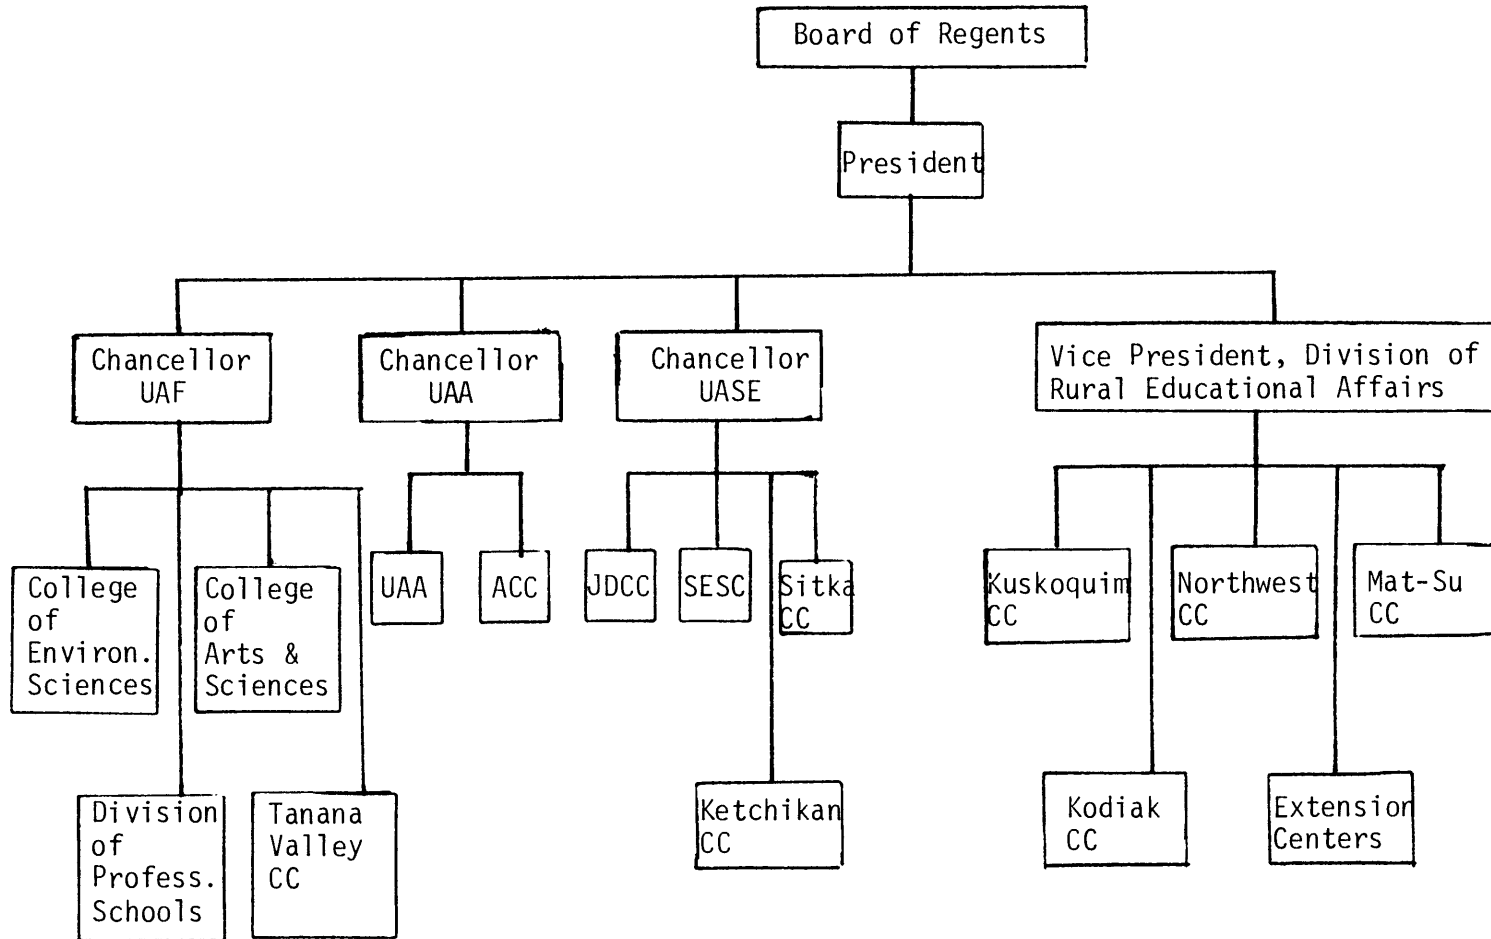 Board of Regents
President
Chancellor
UAF
Chancellor
UAA
Chancellor
UASE
Vice President, Division of
Rural Educational Affairs
College
of
Environ.
Sciences
College
of
Arts &
Sciences
UAA
ACC
JDCC
SESC
Sitka
CC
Kuskoquim
CC
Northwest
CC
Mat-Su
CC
Division
of
Profess.
Schools
Tanana
Valley
CC
Ketchikan
CC
Kodiak
CC
Extension
Centers